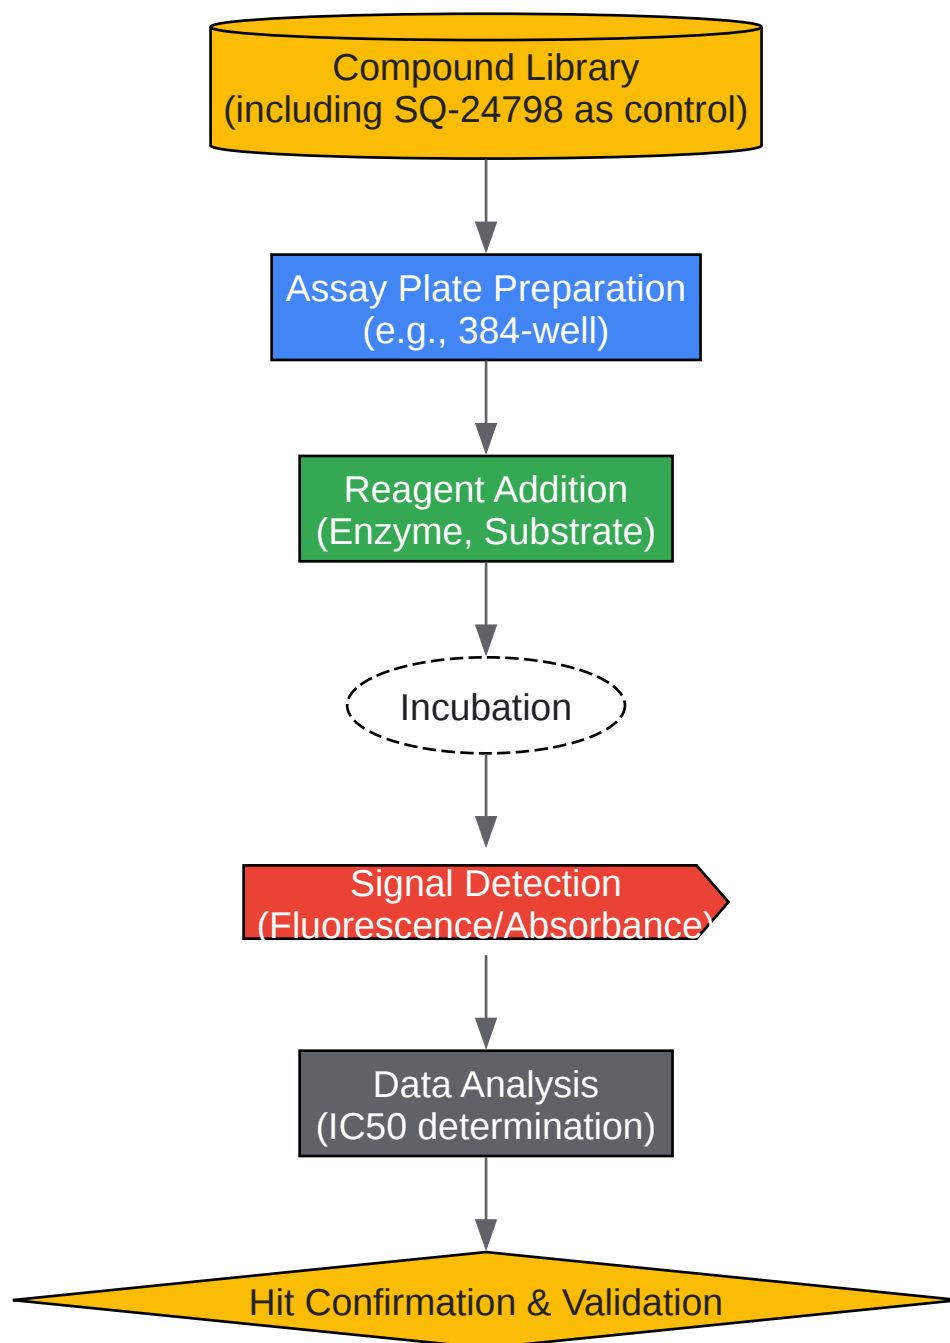 Compound Library
(including SQ-24798 as control)
Assay Plate Preparation
(e.g., 384-well)
Reagent Addition
(Enzyme, Substrate)
Incubation
Signal Detection
(Fluorescence/Absorbance)
Data Analysis
(IC50 determination)
Hit Confirmation & Validation